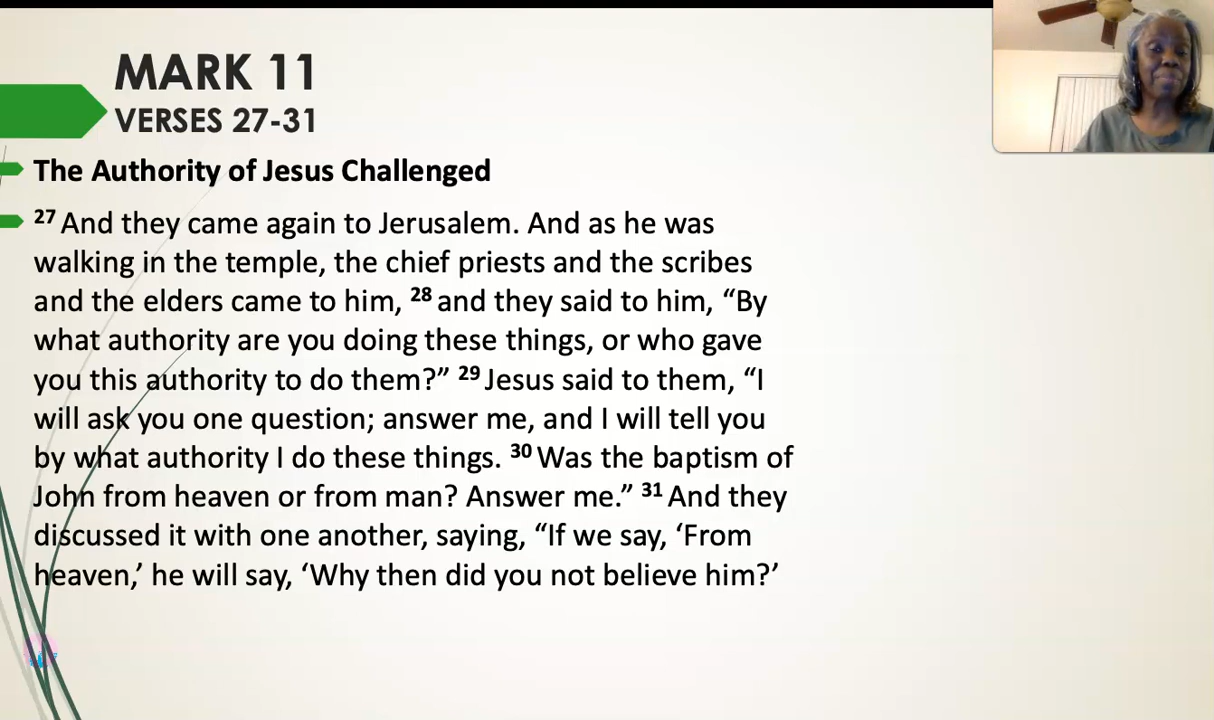 MARK 11
VERSES 27-31
The Authority of Jesus Challenged
27 And they came again to Jerusalem. And as he was
walking in the temple, the chief priests and the scribes
and the elders came to him, 28 and they said to him, “By
what authority are you doing these things, or who gave
you this authority to do them?” 29 Jesus said to them, “I
will ask you one question; answer me, and I will tell you
by what authority I do these things. 30 Was the baptism of
John from heaven or from man? Answer me.” 31 And they
discussed it with one another, saying, “If we say, ‘From
heaven,’ he will say, ‘Why then did you not believe him?’